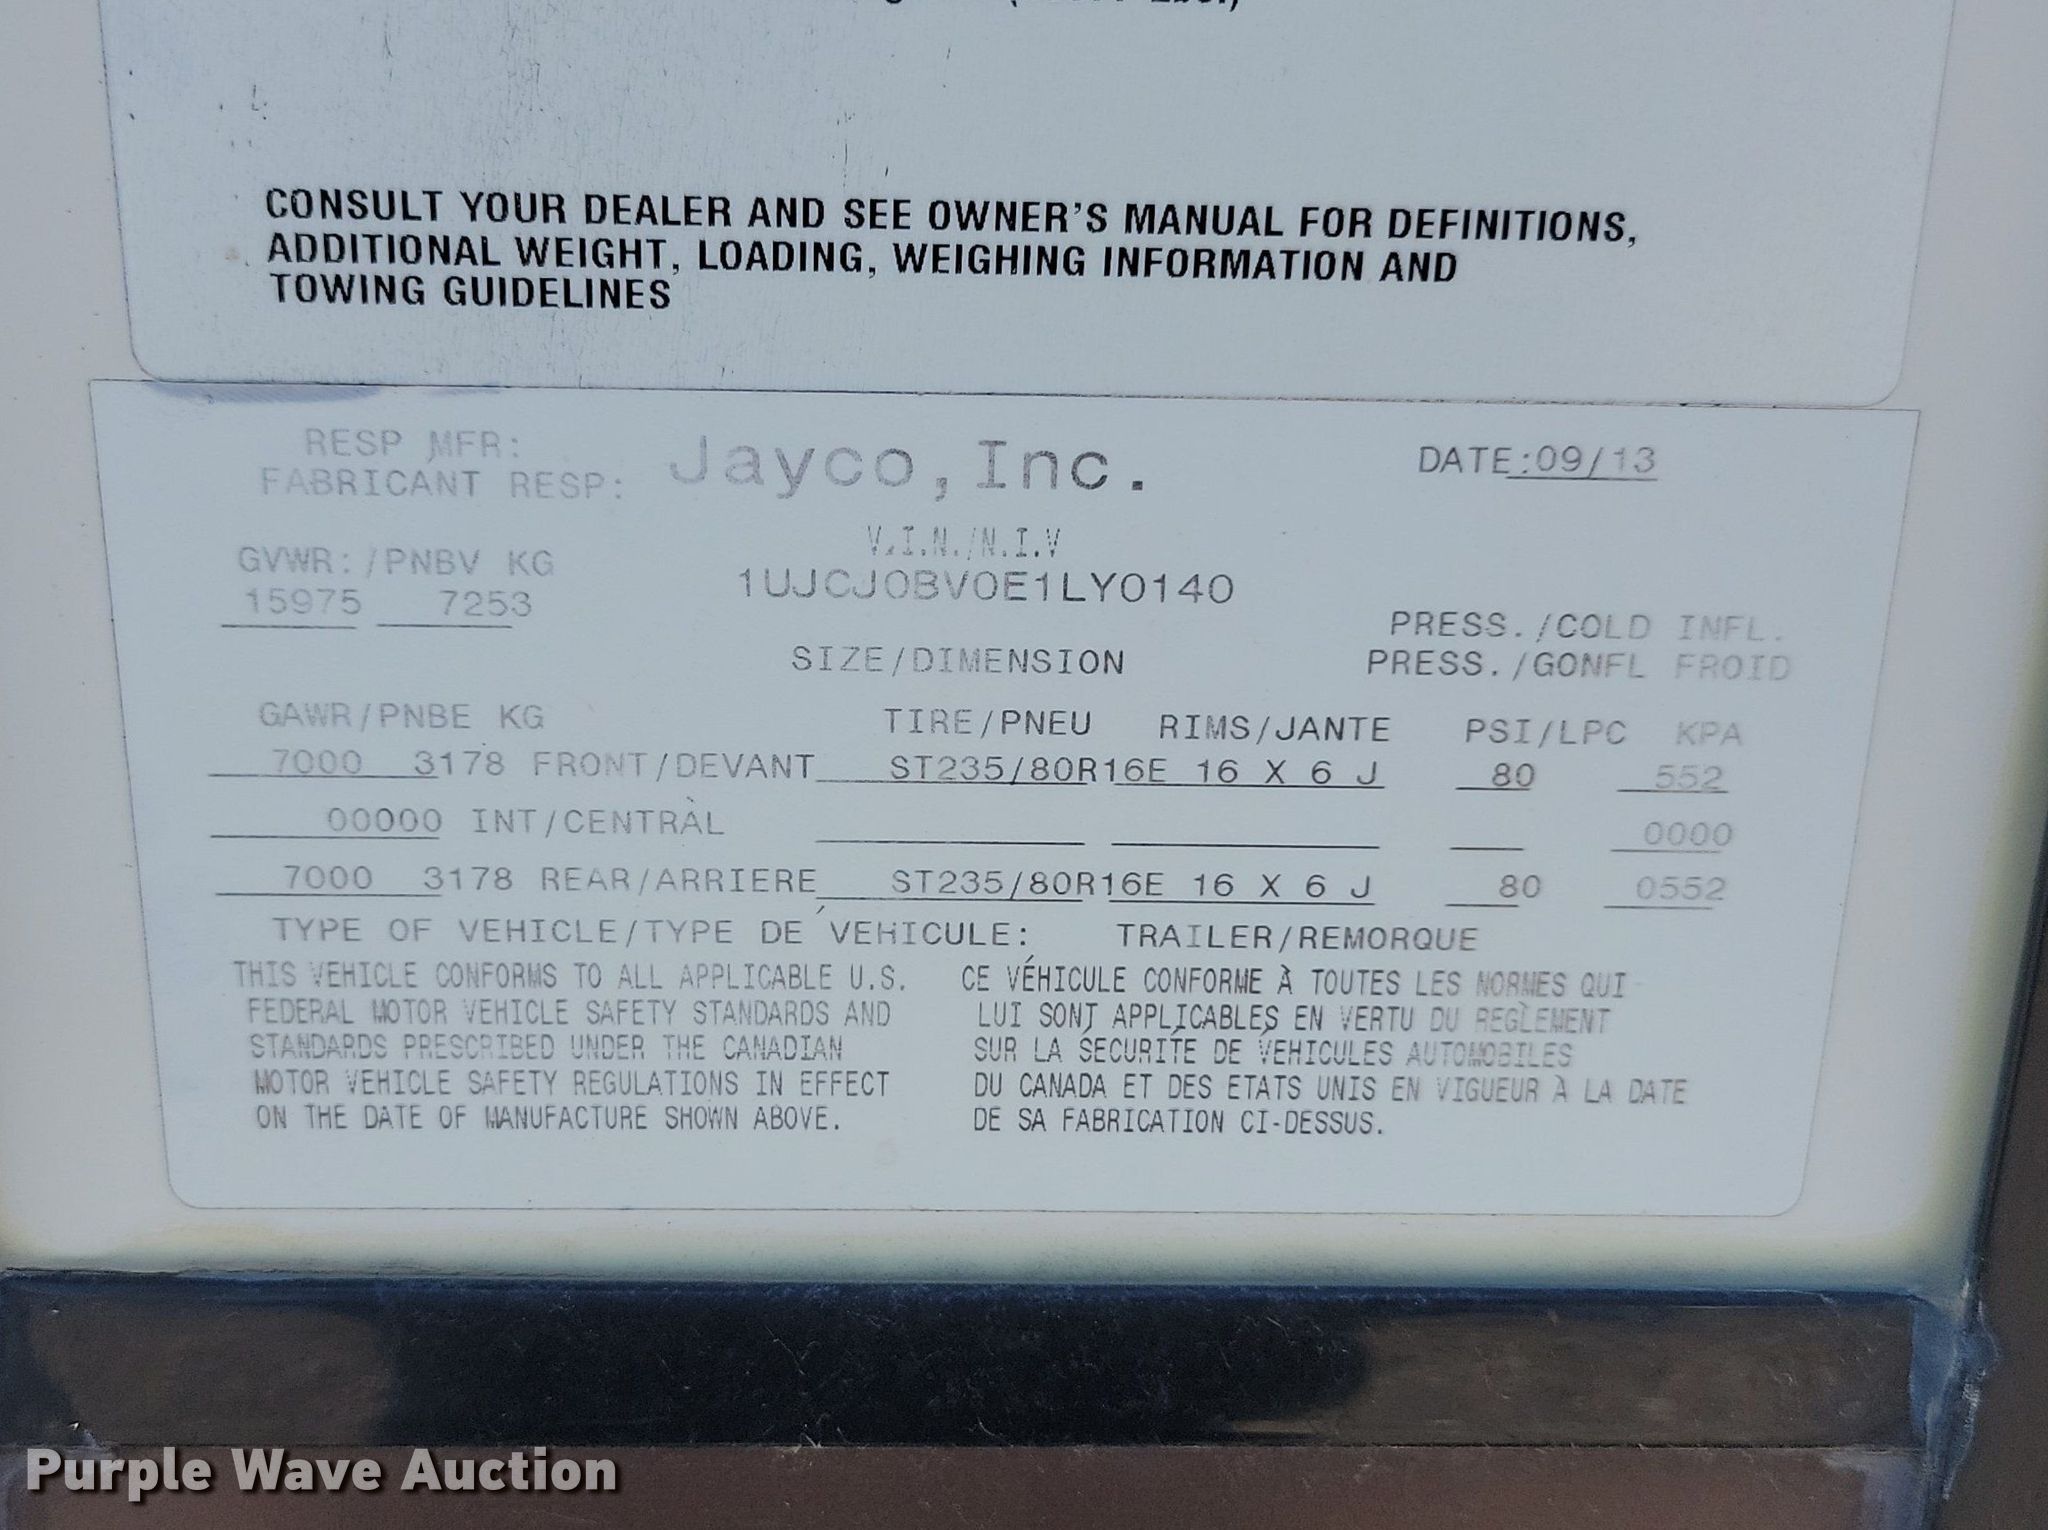 CONSULT YOUR DEALER AND SEE OWNER'S MANUAL FOR DEFINITIONS,
ADDITIONAL WEIGHT, LOADING, WEIGHING INFORMATION AND
TOWING GUIDELINES
RESP MFR:
FABRICANT RESP: Jayco, Inc. DATE:09/13
V.I.N./N.I.V
GVWR:/PNBV KG 1UJCJ0BV0E1LY0140
15975 7253
PRESS./COLD INFL.
SIZE/DIMENSION PRESS./GONFL FROID
GAWR/PNBE KG TIRE/PNEU RIMS/JANTE PSI/LPC KPA
7000 3178 FRONT/DEVANT ST235/80R16E 16 X 6 J 80 552
00000 INT/CENTRÀL 0000
7000 3178 REAR/ARRIERE ST235/80R16E 16 X 6 J 80 0552
TYPE OF VEHICLE/TYPE DE VÉHICULE: TRAILER/REMORQUE
THIS VEHICLE CONFORMS TO ALL APPLICABLE U.S.
FEDERAL MOTOR VEHICLE SAFETY STANDARDS AND
STANDARDS PRESCRIBED UNDER THE CANADIAN
MOTOR VEHICLE SAFETY REGULATIONS IN EFFECT
ON THE DATE OF MANUFACTURE SHOWN ABOVE.
CE VÉHICULE CONFORME À TOUTES LES NORMES QUI
LUI SONT APPLICABLES EN VERTU DU REGLEMENT
SUR LA SÉCURITÉ DE VÉHICULES AUTOMOBILES
DU CANADA ET DES ETATS UNIS EN VIGUEUR À LA DATE
DE SA FABRICATION CI-DESSUS.
Purple Wave Auction